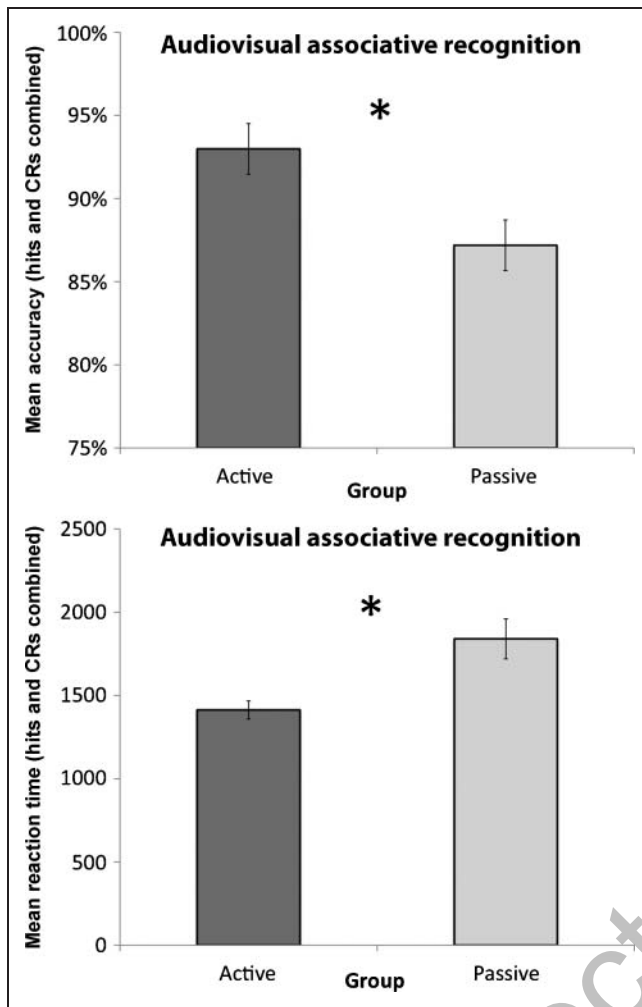 Audiovisual associative recognition
Mean accuracy (hits and CRs combined)
100%
95%
90%
85%
80%
75%
*
Active
Passive
Group
Audiovisual associative recognition
Mean reaction time (hits and CRs combined)
2500
2000
1500
1000
500
0
*
Active
Passive
Group